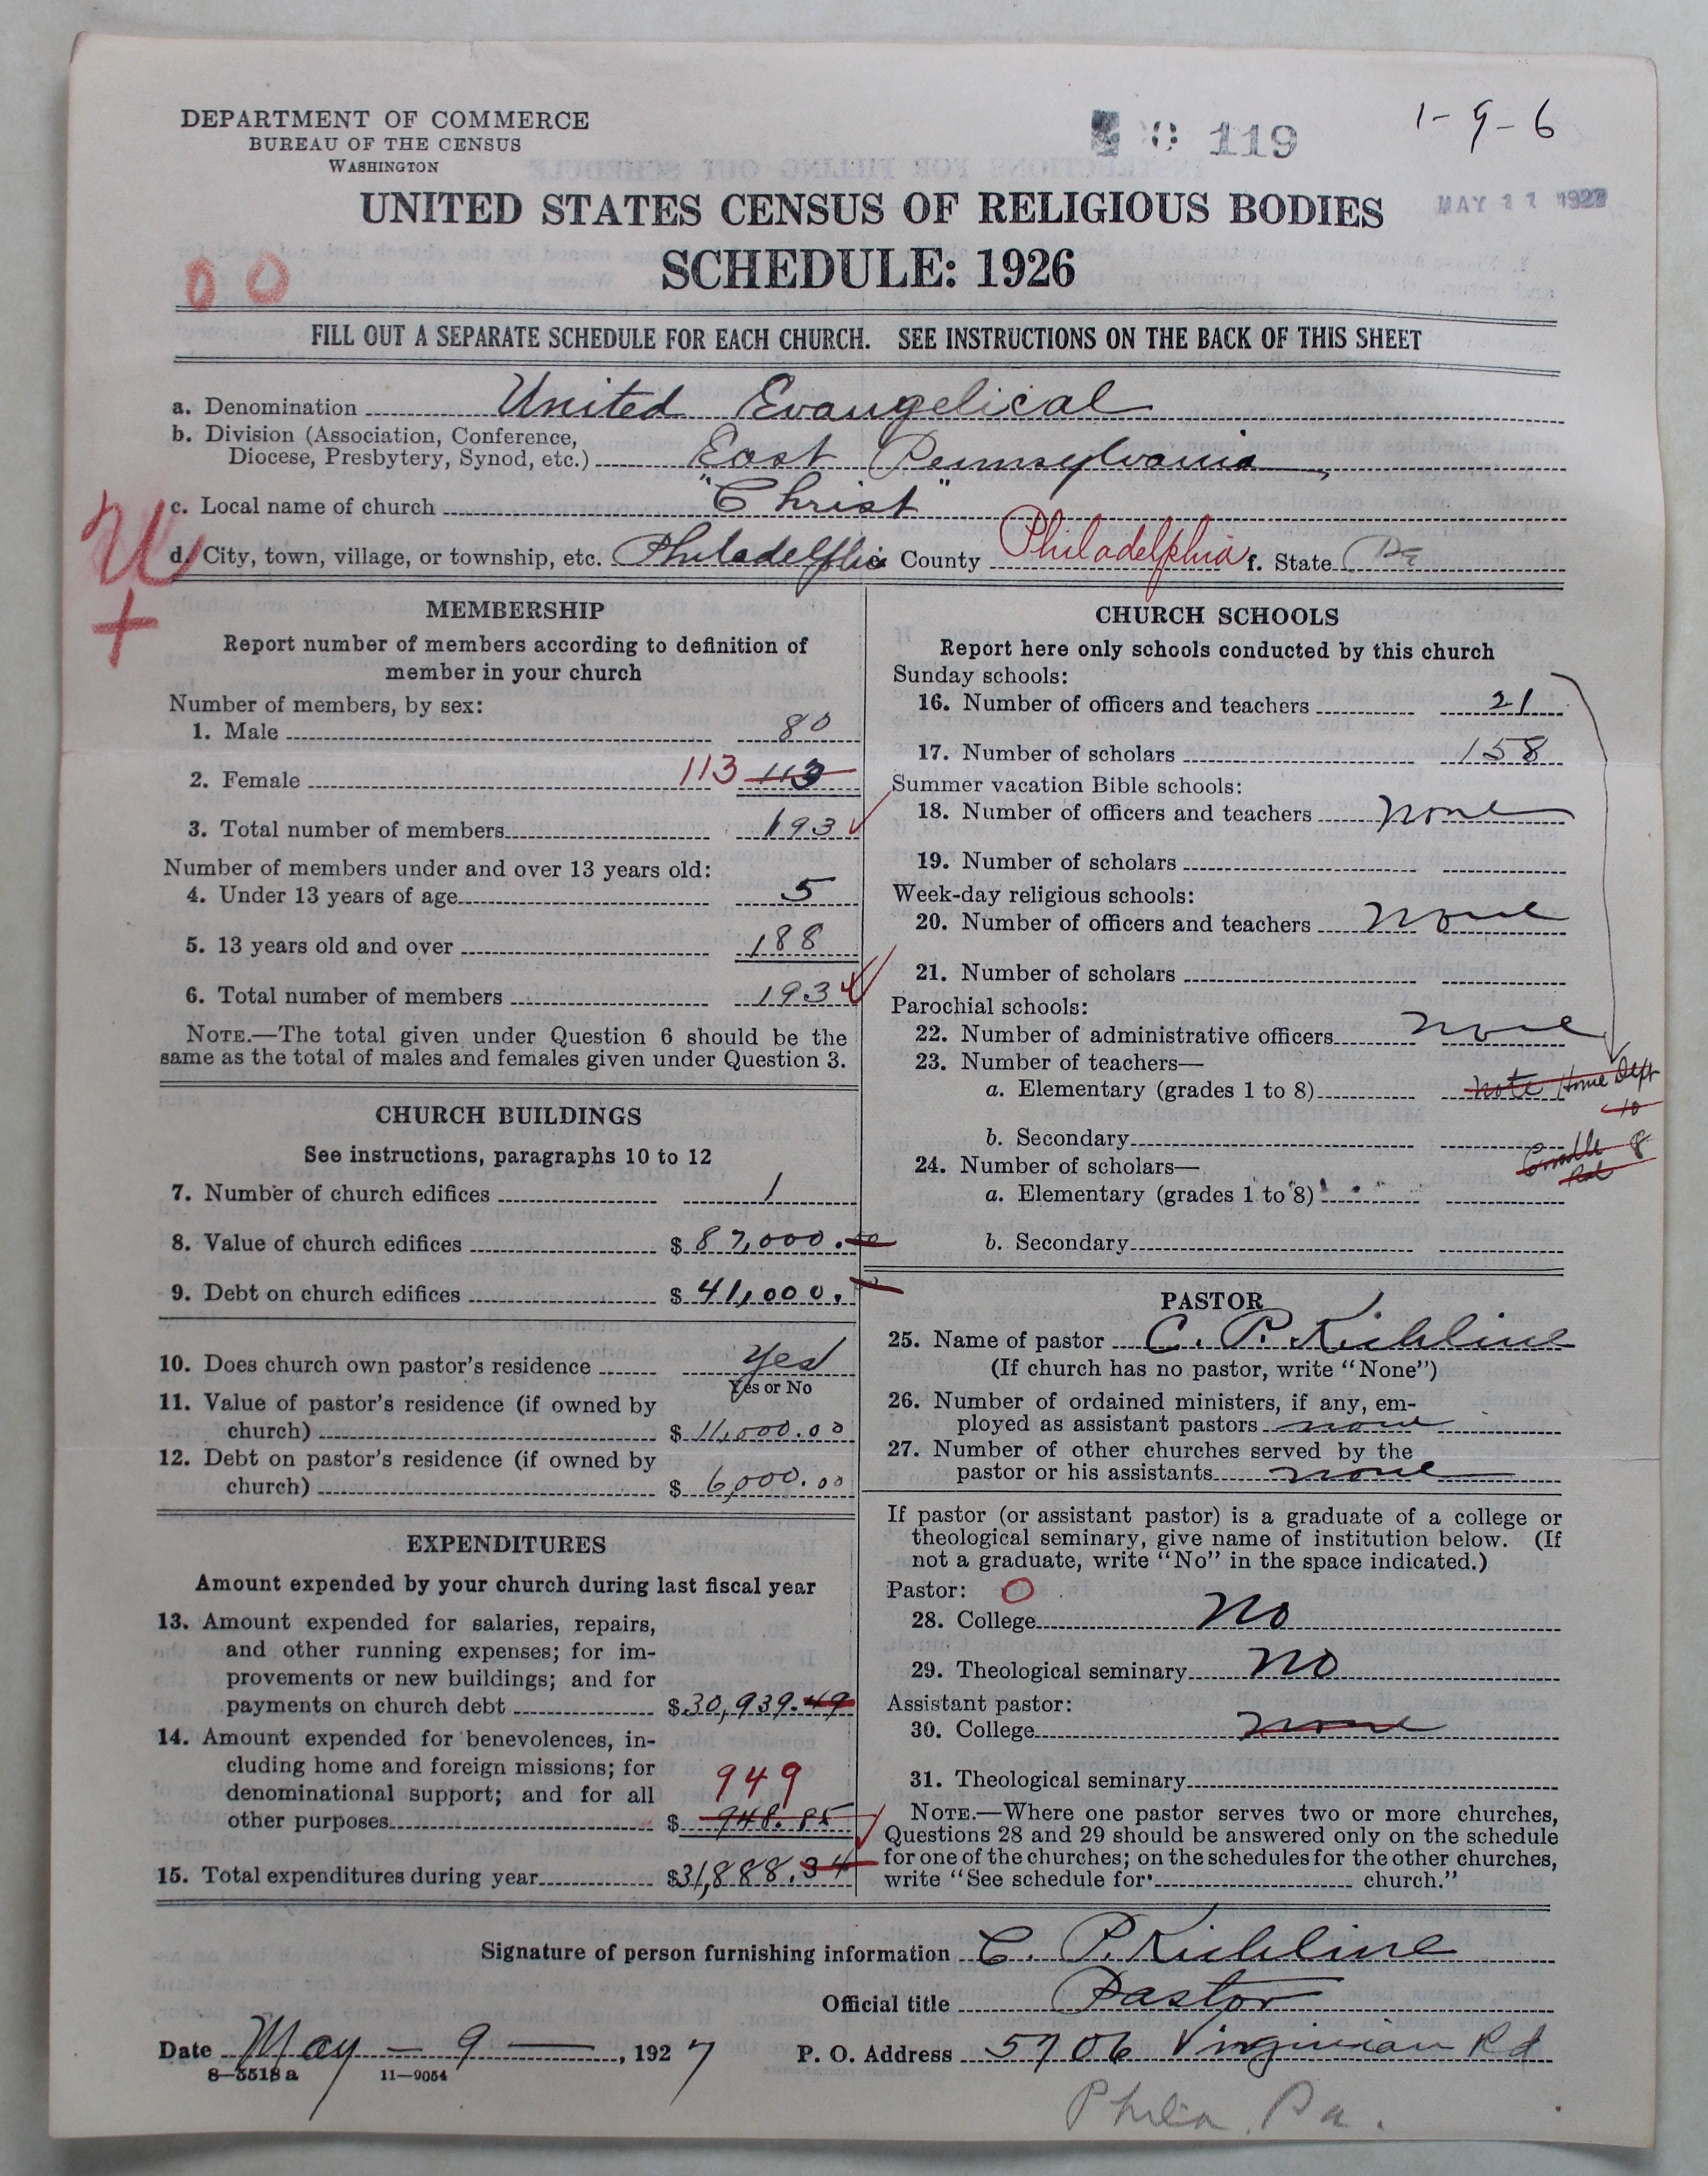 DEPARTMENT OF COMMERCE
BUREAU OF THE CENSUS
WASHINGTON
119
1-9-6
MAY 11 1927
UNITED STATES CENSUS OF RELIGIOUS BODIES
SCHEDULE: 1926
0 0
FILL OUT A SEPARATE SCHEDULE FOR EACH CHURCH. SEE INSTRUCTIONS ON THE BACK OF THIS SHEET
a. Denomination United Evangelical
b. Division (Association, Conference,
Diocese, Presbytery, Synod, etc.) East Pennsylvania
c. Local name of church "Christ"
U
d. City, town, village, or township, etc. Philadelphia County Philadelphia f. State Pa
+
MEMBERSHIP
Report number of members according to definition of
member in your church
Number of members, by sex:
1. Male 80
2. Female 113 113
3. Total number of members 193
Number of members under and over 13 years old:
4. Under 13 years of age 5
5. 13 years old and over 188
6. Total number of members 193
NOTE.—The total given under Question 6 should be the
same as the total of males and females given under Question 3.
CHURCH BUILDINGS
See instructions, paragraphs 10 to 12
7. Number of church edifices 1
8. Value of church edifices $ 87,000.00
9. Debt on church edifices $ 41,000.
10. Does church own pastor's residence Yes
Yes or No
11. Value of pastor's residence (if owned by
church) $ 11,000.00
12. Debt on pastor's residence (if owned by
church) $ 6,000.00
EXPENDITURES
Amount expended by your church during last fiscal year
13. Amount expended for salaries, repairs,
and other running expenses; for im-
provements or new buildings; and for
payments on church debt $ 30,939.49
14. Amount expended for benevolences, in-
cluding home and foreign missions; for
denominational support; and for all 949
other purposes $ 948.85
15. Total expenditures during year $ 31,888.34
CHURCH SCHOOLS
Report here only schools conducted by this church
Sunday schools:
16. Number of officers and teachers 21
17. Number of scholars 158
Summer vacation Bible schools:
18. Number of officers and teachers none
19. Number of scholars
Week-day religious schools:
20. Number of officers and teachers none
21. Number of scholars
Parochial schools:
22. Number of administrative officers none
23. Number of teachers—
a. Elementary (grades 1 to 8) note Home Dept
10
b. Secondary
8
24. Number of scholars—
a. Elementary (grades 1 to 8)
b. Secondary
PASTOR
25. Name of pastor C. P. Kichline
(If church has no pastor, write "None")
26. Number of ordained ministers, if any, em-
ployed as assistant pastors none
27. Number of other churches served by the
pastor or his assistants none
If pastor (or assistant pastor) is a graduate of a college or
theological seminary, give name of institution below. (If
not a graduate, write "No" in the space indicated.)
Pastor: O
28. College No
29. Theological seminary No
Assistant pastor:
30. College none
31. Theological seminary
NOTE.—Where one pastor serves two or more churches,
Questions 28 and 29 should be answered only on the schedule
for one of the churches; on the schedules for the other churches,
write "See schedule for church."
Signature of person furnishing information C. P. Kichline
Official title Pastor
Date May - 9 —, 1927 P. O. Address 5706 Virginian Rd
8—5518 a 11—9054
Phila. Pa.